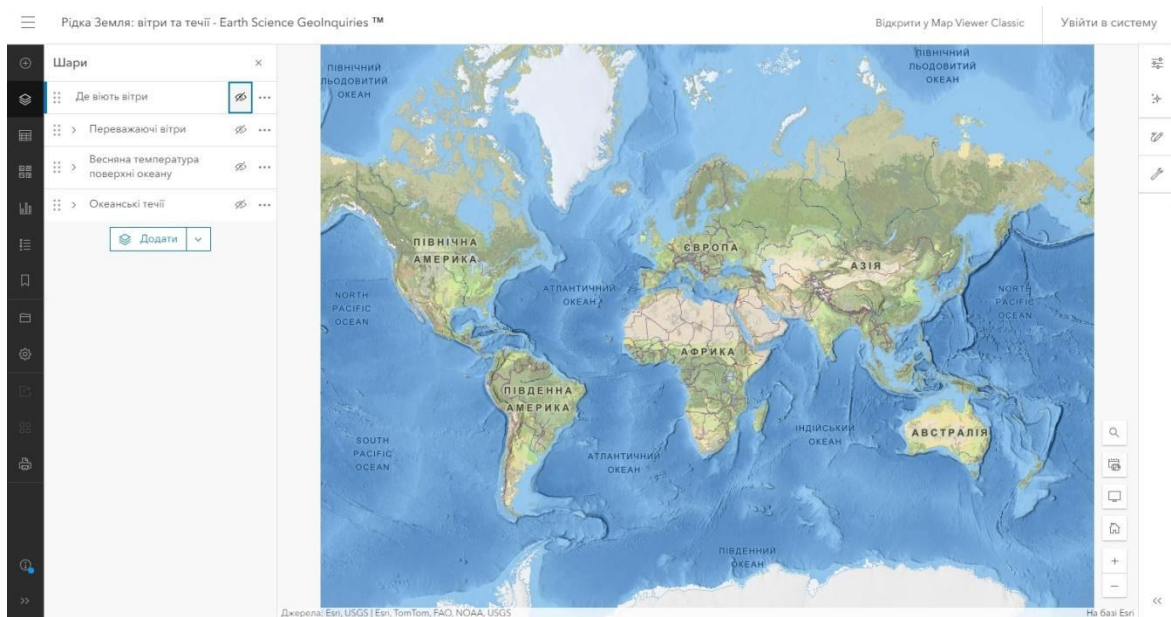 Рідка Земля: вітри та течії - Earth Science GeoInquiries ™
Відкрити у Map Viewer Classic
Увійти в систему
Шари
Де віють вітри
Переважаючі вітри
Весняна температура
поверхні океану
Океанські течії
Додати
ПІВНІЧНИЙ
ЛЬОДОВИТИЙ
ОКЕАН
ПІВНІЧНИЙ
ЛЬОДОВИТИЙ
ОКЕАН
ПІВНІЧНА
АМЕРИКА
ЄВРОПА
АЗІЯ
NORTH
PACIFIC
OCEAN
АТЛАНТИЧНИЙ
ОКЕАН
NORTH
PACIFIC
OCEAN
АФРИКА
ПІВДЕННА
АМЕРИКА
ІНДІЙСЬКИЙ
ОКЕАН
АВСТРАЛІЯ
SOUTH
PACIFIC
OCEAN
АТЛАНТИЧНИЙ
ОКЕАН
ПІВДЕННИЙ
ОКЕАН
Джерела: Esri, USGS | Esri, TomTom, FAO, NOAA, USGS
На базі Esri